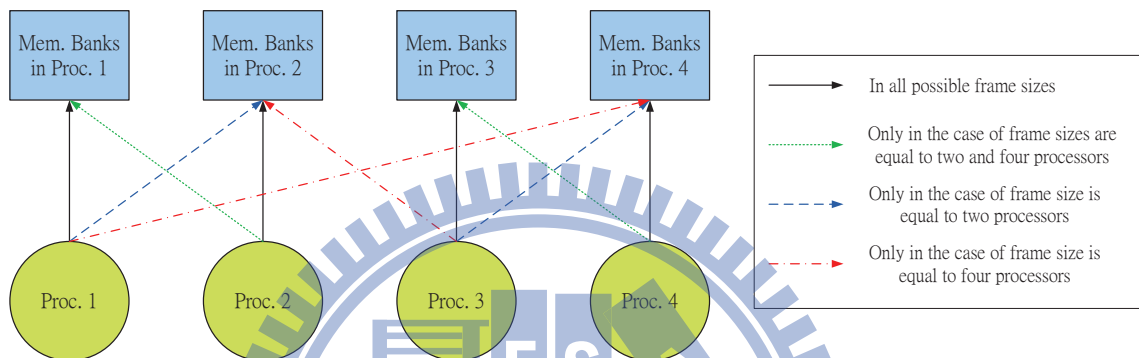 Mem. Banks
in Proc. 1
Mem. Banks
in Proc. 2
Mem. Banks
in Proc. 3
Mem. Banks
in Proc. 4
In all possible frame sizes
Only in the case of frame sizes are
equal to two and four processors
Only in the case of frame size is
equal to two processors
Only in the case of frame size is
equal to four processors
Proc. 1
Proc. 2
Proc. 3
Proc. 4